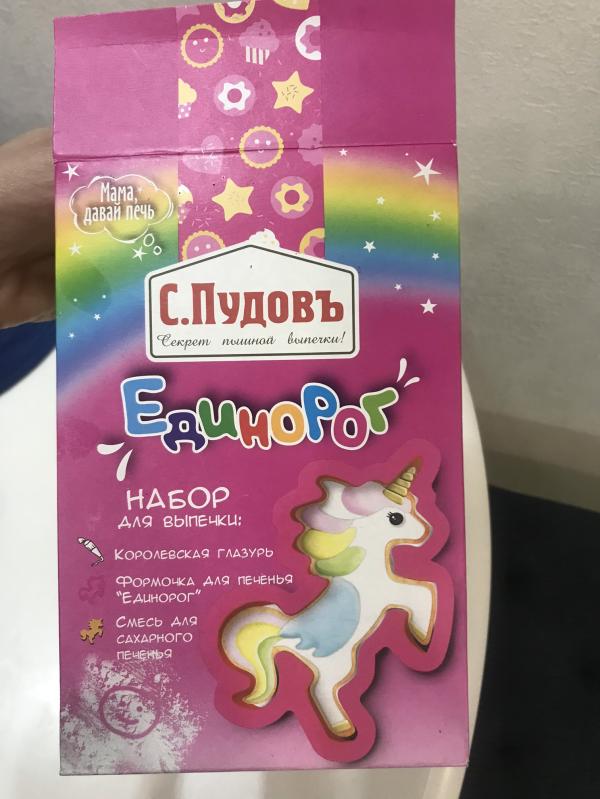 Мама,
давай печь
С.Пудовъ
Секрет пышной выпечки!
Единорог
Набор
для выпечки:
Королевская глазурь
Формочка для печенья
"Единорог"
Смесь для
сахарного
печенья